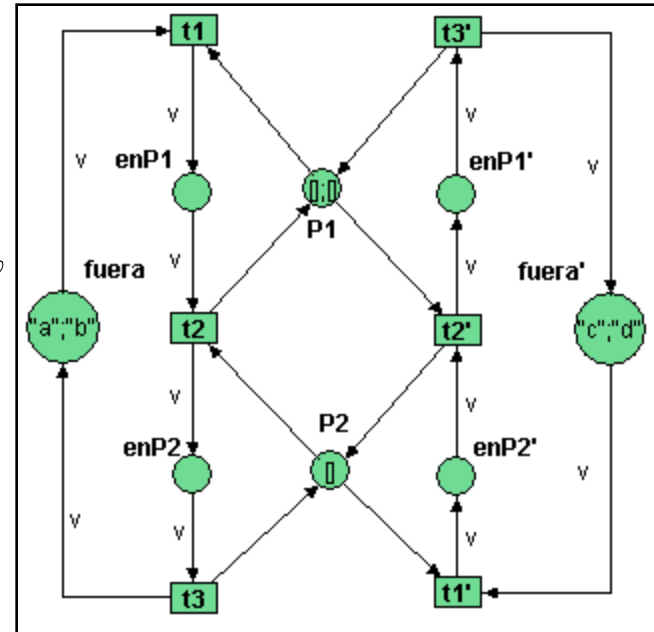 t1 t3'
v v
v enP1 enP1' v
[];[]
P1
fuera v v fuera'
"a";"b" t2 t2' "c";"d"
v P2 v
enP2 [] enP2' v
v v v
t3 t1'